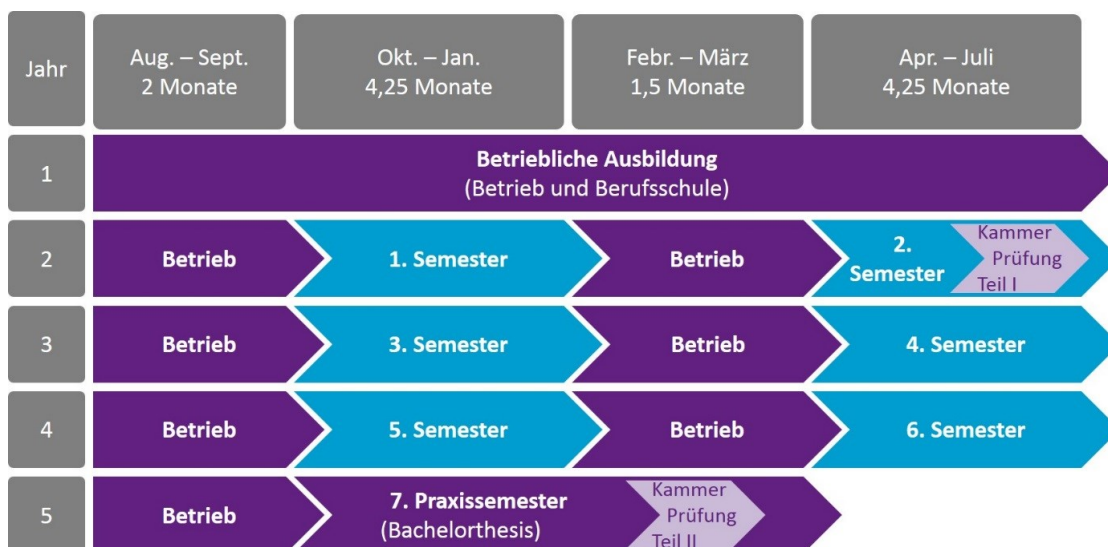 Jahr
Aug. – Sept.
2 Monate
Okt. – Jan.
4,25 Monate
Febr. – März
1,5 Monate
Apr. – Juli
4,25 Monate
1
Betriebliche Ausbildung
(Betrieb und Berufsschule)
2
Betrieb
1. Semester
Betrieb
2.
Semester
Kammer
Prüfung
Teil I
3
Betrieb
3. Semester
Betrieb
4. Semester
4
Betrieb
5. Semester
Betrieb
6. Semester
5
Betrieb
7. Praxissemester
(Bachelorthesis)
Kammer
Prüfung
Teil II